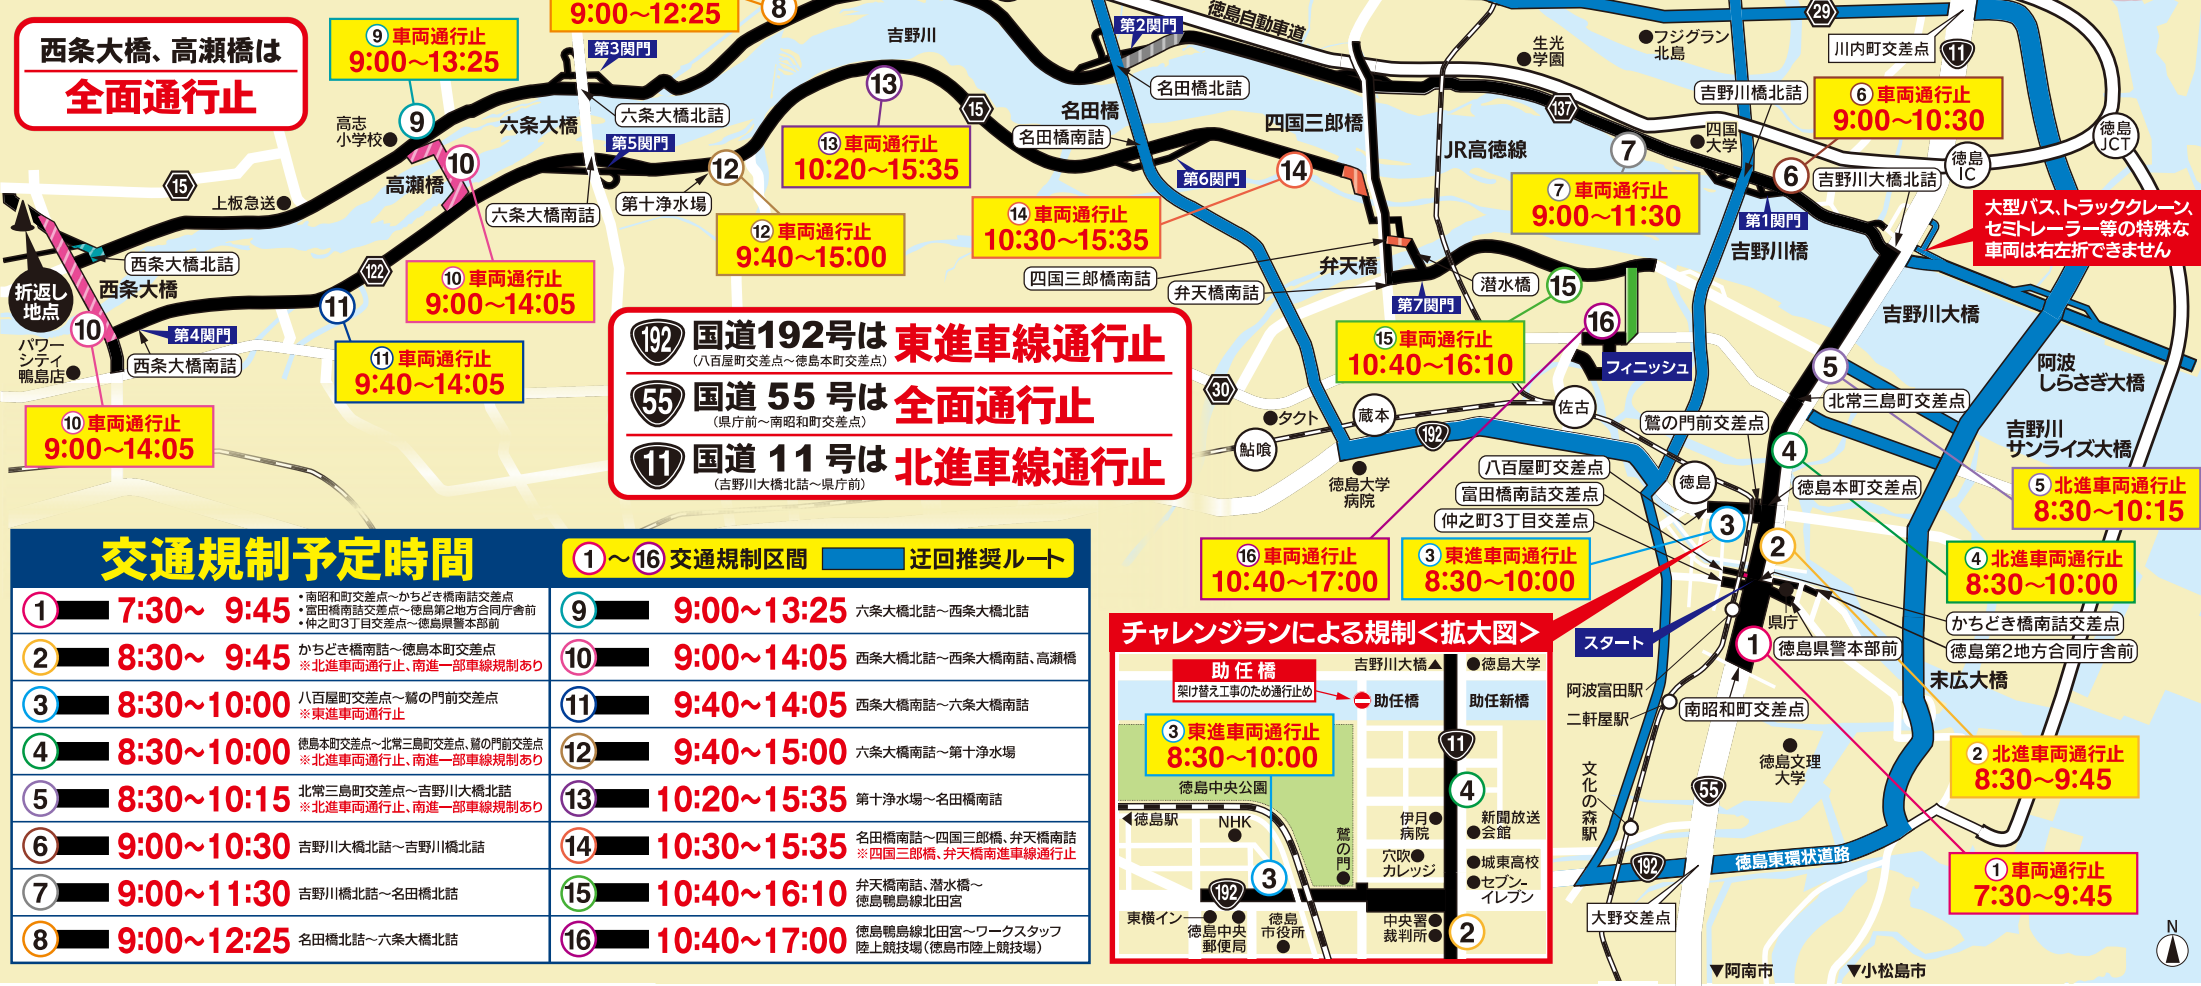 西条大橋、高瀬橋は
全面通行止
⑨車両通行止
9:00〜13:25
9:00〜12:25
8
第3関門
吉野川
徳島自動車道
第2関門
名田橋北詰
生光
学園
フジグラン
北島
29
川内町交差点
11
高志
小学校
9
六条大橋
六条大橋北詰
第5関門
13
15
名田橋
名田橋南詰
四国三郎橋
JR高徳線
137
吉野川橋北詰
⑥車両通行止
9:00〜10:30
四国
大学
徳島
JCT
徳島
IC
15
上板急送
高瀬橋
10
六条大橋南詰
第十浄水場
12
⑬車両通行止
10:20〜15:35
第6関門
14
7
⑦車両通行止
9:00〜11:30
6
吉野川大橋北詰
第1関門
吉野川橋
大型バス、トラッククレーン、
セミトレーラー等の特殊な
車両は右左折できません
⑭車両通行止
10:30〜15:35
⑫車両通行止
9:40〜15:00
西条大橋北詰
西条大橋
折返し
地点
122
⑩車両通行止
9:00〜14:05
11
10
第4関門
西条大橋南詰
パワー
シティ
鴨島店
⑪車両通行止
9:40〜14:05
⑩車両通行止
9:00〜14:05
四国三郎橋南詰
弁天橋
弁天橋南詰
第7関門
潜水橋
15
16
⑮車両通行止
10:40〜16:10
フィニッシュ
吉野川大橋
5
阿波
しらさぎ大橋
北常三島町交差点
吉野川
サンライズ大橋
192
国道192号は
東進車線通行止
(八百屋町交差点〜徳島本町交差点)
55
国道 55 号は
全面通行止
(県庁前〜南昭和町交差点)
11
国道 11 号は
北進車線通行止
(吉野川大橋北詰〜県庁前)
30
タクト
蔵本
鮎喰
192
佐古
徳島大学
病院
鷲の門前交差点
八百屋町交差点
富田橋南詰交差点
仲之町3丁目交差点
徳島
4
徳島本町交差点
⑤北進車両通行止
8:30〜10:15
3
2
⑯車両通行止
10:40〜17:00
③東進車両通行止
8:30〜10:00
④北進車両通行止
8:30〜10:00
スタート
県庁
かちどき橋南詰交差点
徳島県警本部前
徳島第2地方合同庁舎前
1
阿波富田駅
二軒屋駅
南昭和町交差点
末広大橋
徳島文理
大学
②北進車両通行止
8:30〜9:45
55
文化の森駅
192
徳島東環状道路
①車両通行止
7:30〜9:45
大野交差点
▼阿南市
▼小松島市
N
交通規制予定時間
①〜⑯交通規制区間
迂回推奨ルート
1
7:30〜 9:45
•南昭和町交差点〜かちどき橋南詰交差点
•富田橋南詰交差点〜徳島第2地方合同庁舎前
•仲之町3丁目交差点〜徳島県警本部前
2
8:30〜 9:45
かちどき橋南詰〜徳島本町交差点
※北進車両通行止、南進一部車線規制あり
3
8:30〜10:00
八百屋町交差点〜鷲の門前交差点
※東進車両通行止
4
8:30〜10:00
徳島本町交差点〜北常三島町交差点、鷲の門前交差点
※北進車両通行止、南進一部車線規制あり
5
8:30〜10:15
北常三島町交差点〜吉野川大橋北詰
※北進車両通行止、南進一部車線規制あり
6
9:00〜10:30
吉野川大橋北詰〜吉野川橋北詰
7
9:00〜11:30
吉野川橋北詰〜名田橋北詰
8
9:00〜12:25
名田橋北詰〜六条大橋北詰
9
9:00〜13:25
六条大橋北詰〜西条大橋北詰
10
9:00〜14:05
西条大橋北詰〜西条大橋南詰、高瀬橋
11
9:40〜14:05
西条大橋南詰〜六条大橋南詰
12
9:40〜15:00
六条大橋南詰〜第十浄水場
13
10:20〜15:35
第十浄水場〜名田橋南詰
14
10:30〜15:35
名田橋南詰〜四国三郎橋、弁天橋南詰
※四国三郎橋、弁天橋南進車線通行止
15
10:40〜16:10
弁天橋南詰、潜水橋〜
徳島鴨島線北田宮
16
10:40〜17:00
徳島鴨島線北田宮〜ワークスタッフ
陸上競技場(徳島市陸上競技場)
チャレンジランによる規制<拡大図>
助任橋
架け替え工事のため通行止め
吉野川大橋▲
徳島大学
助任橋
助任新橋
③東進車両通行止
8:30〜10:00
11
徳島中央公園
4
◀徳島駅
NHK
鷲の門
伊月
病院
新聞放送
会館
穴吹
カレッジ
城東高校
セブン-
イレブン
3
192
東横イン
徳島中央
郵便局
徳島
市役所
中央署
裁判所
2